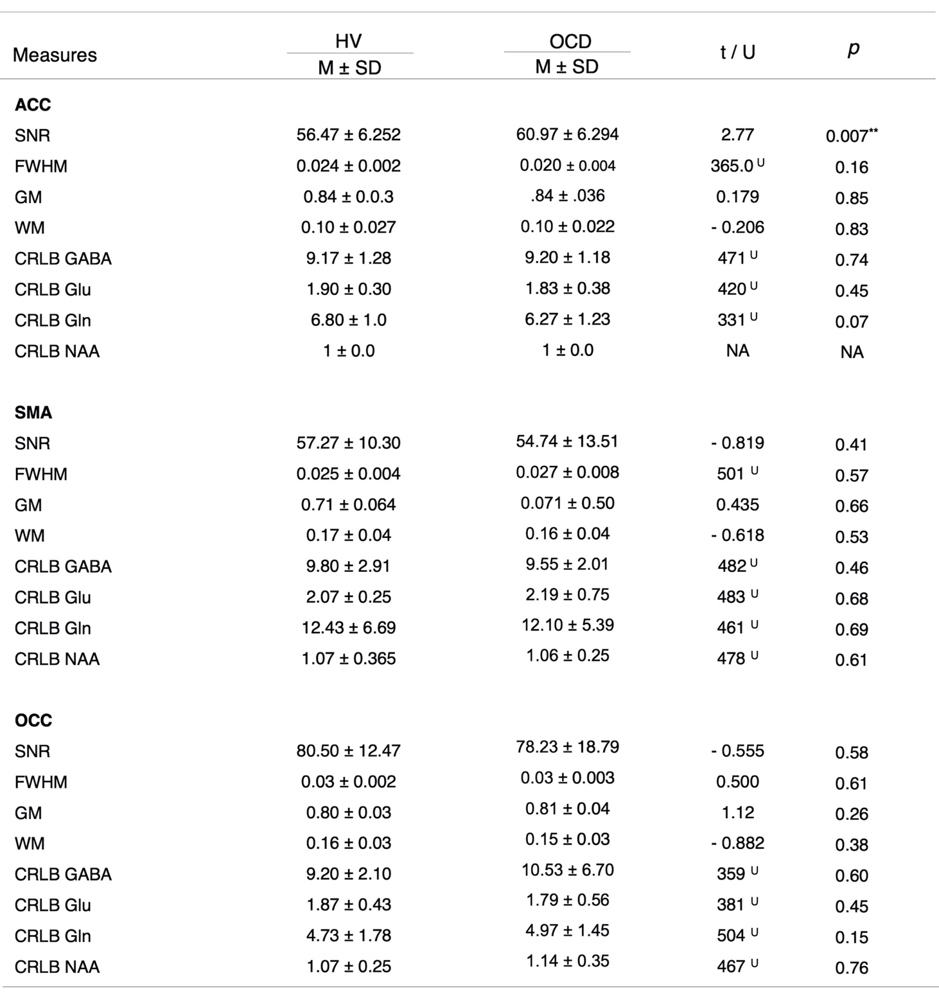 HV OCD
Measures t / U p
M ± SD M ± SD
ACC
SNR 56.47 ± 6.252 60.97 ± 6.294 2.77 0.007**
FWHM 0.024 ± 0.002 0.020 ± 0.004 365.0 U 0.16
GM 0.84 ± 0.0.3 .84 ± .036 0.179 0.85
WM 0.10 ± 0.027 0.10 ± 0.022 - 0.206 0.83
CRLB GABA 9.17 ± 1.28 9.20 ± 1.18 471 U 0.74
CRLB Glu 1.90 ± 0.30 1.83 ± 0.38 420 U 0.45
CRLB Gln 6.80 ± 1.0 6.27 ± 1.23 331 U 0.07
CRLB NAA 1 ± 0.0 1 ± 0.0 NA NA
SMA
SNR 57.27 ± 10.30 54.74 ± 13.51 - 0.819 0.41
FWHM 0.025 ± 0.004 0.027 ± 0.008 501 U 0.57
GM 0.71 ± 0.064 0.071 ± 0.50 0.435 0.66
WM 0.17 ± 0.04 0.16 ± 0.04 - 0.618 0.53
CRLB GABA 9.80 ± 2.91 9.55 ± 2.01 482 U 0.46
CRLB Glu 2.07 ± 0.25 2.19 ± 0.75 483 U 0.68
CRLB Gln 12.43 ± 6.69 12.10 ± 5.39 461 U 0.69
CRLB NAA 1.07 ± 0.365 1.06 ± 0.25 478 U 0.61
OCC
SNR 80.50 ± 12.47 78.23 ± 18.79 - 0.555 0.58
FWHM 0.03 ± 0.002 0.03 ± 0.003 0.500 0.61
GM 0.80 ± 0.03 0.81 ± 0.04 1.12 0.26
WM 0.16 ± 0.03 0.15 ± 0.03 - 0.882 0.38
CRLB GABA 9.20 ± 2.10 10.53 ± 6.70 359 U 0.60
CRLB Glu 1.87 ± 0.43 1.79 ± 0.56 381 U 0.45
CRLB Gln 4.73 ± 1.78 4.97 ± 1.45 504 U 0.15
CRLB NAA 1.07 ± 0.25 1.14 ± 0.35 467 U 0.76